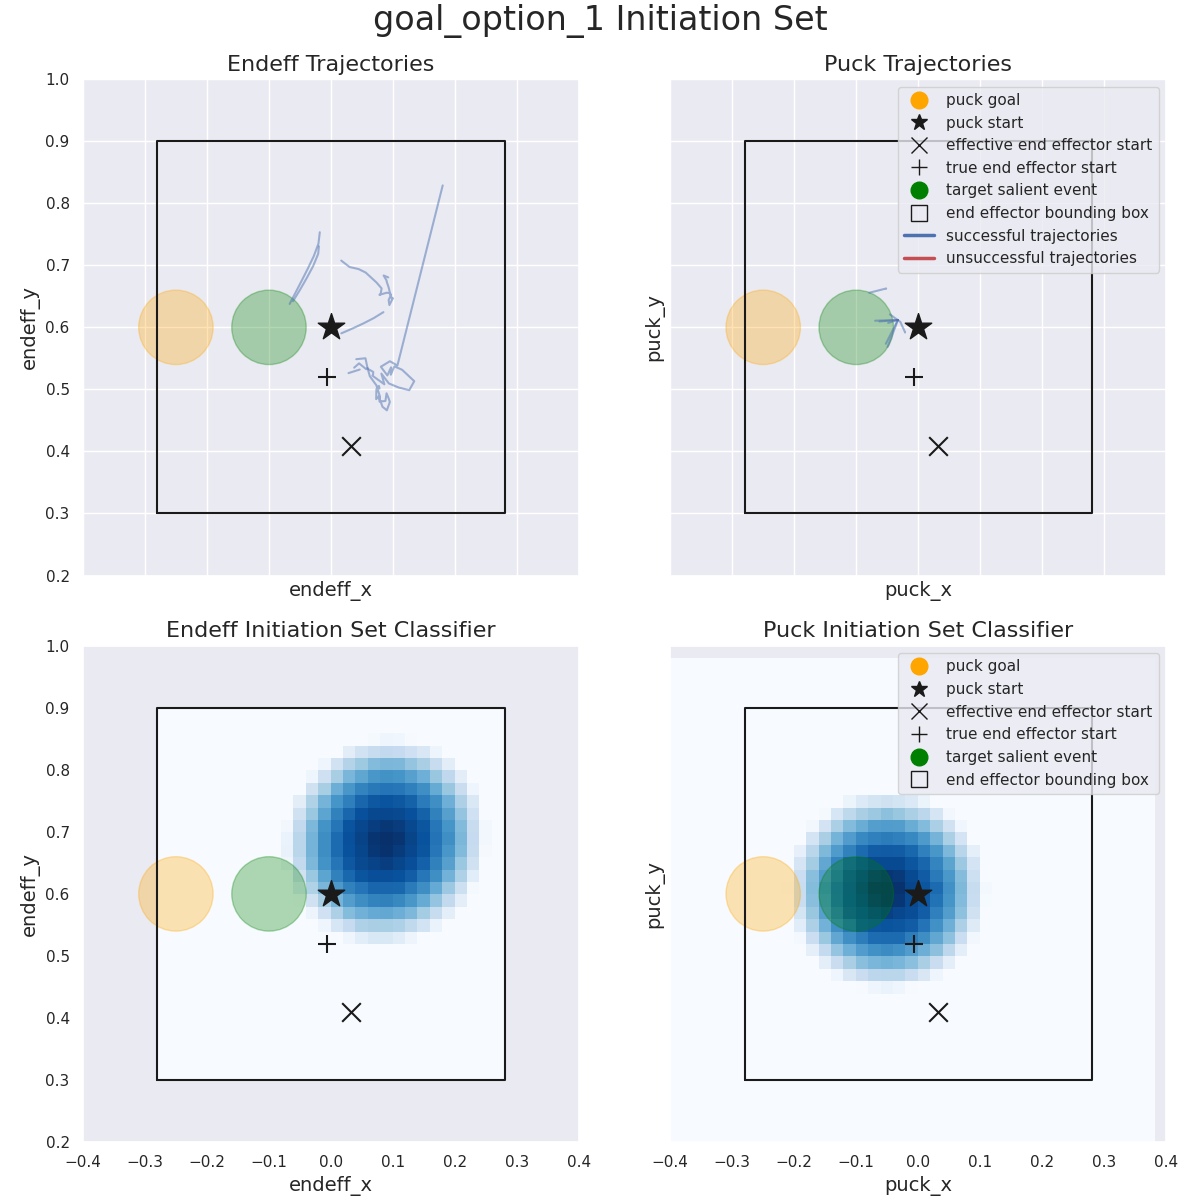 goal_option_1 Initiation Set
Endeff Trajectories
Puck Trajectories
1.0
0.9
0.8
0.7
0.6
0.5
0.4
0.3
0.2
endeff_y
endeff_x
puck goal
puck start
effective end effector start
true end effector start
target salient event
end effector bounding box
successful trajectories
unsuccessful trajectories
puck_y
puck_x
Endeff Initiation Set Classifier
Puck Initiation Set Classifier
1.0
0.9
0.8
0.7
0.6
0.5
0.4
0.3
0.2
endeff_y
−0.4 −0.3 −0.2 −0.1 0.0 0.1 0.2 0.3 0.4
endeff_x
puck goal
puck start
effective end effector start
true end effector start
target salient event
end effector bounding box
puck_y
−0.4 −0.3 −0.2 −0.1 0.0 0.1 0.2 0.3 0.4
puck_x